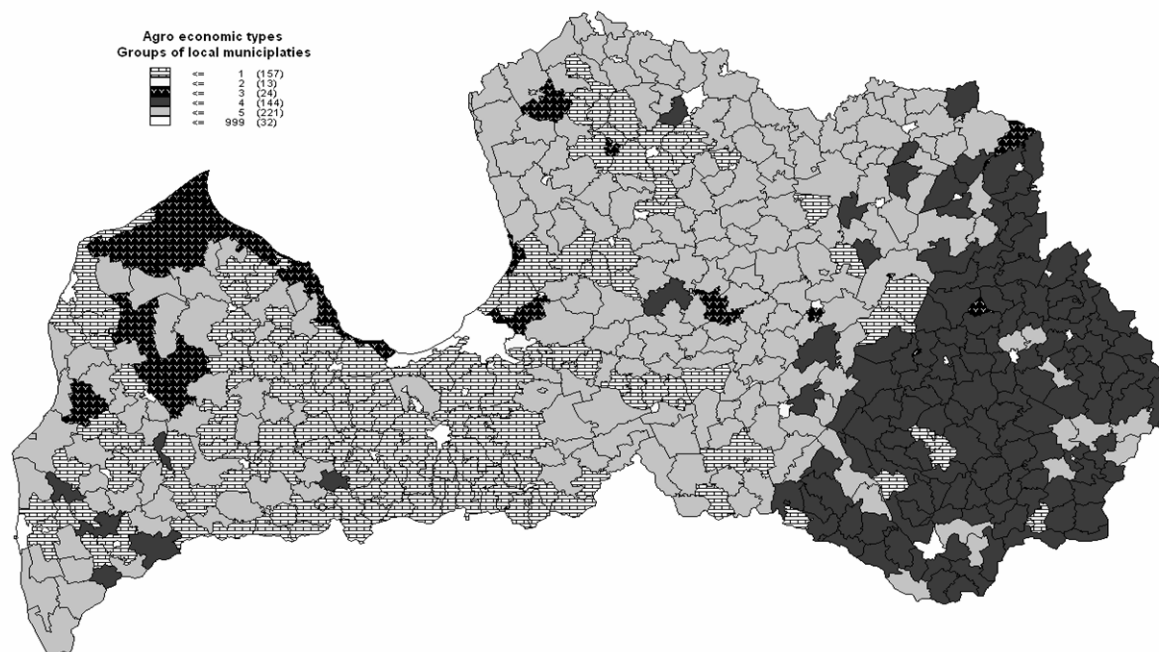 Agro economic types
Groups of local municiplaties
<= 1 (157)
<= 2 (13)
<= 3 (24)
<= 4 (144)
<= 5 (221)
<= 999 (32)